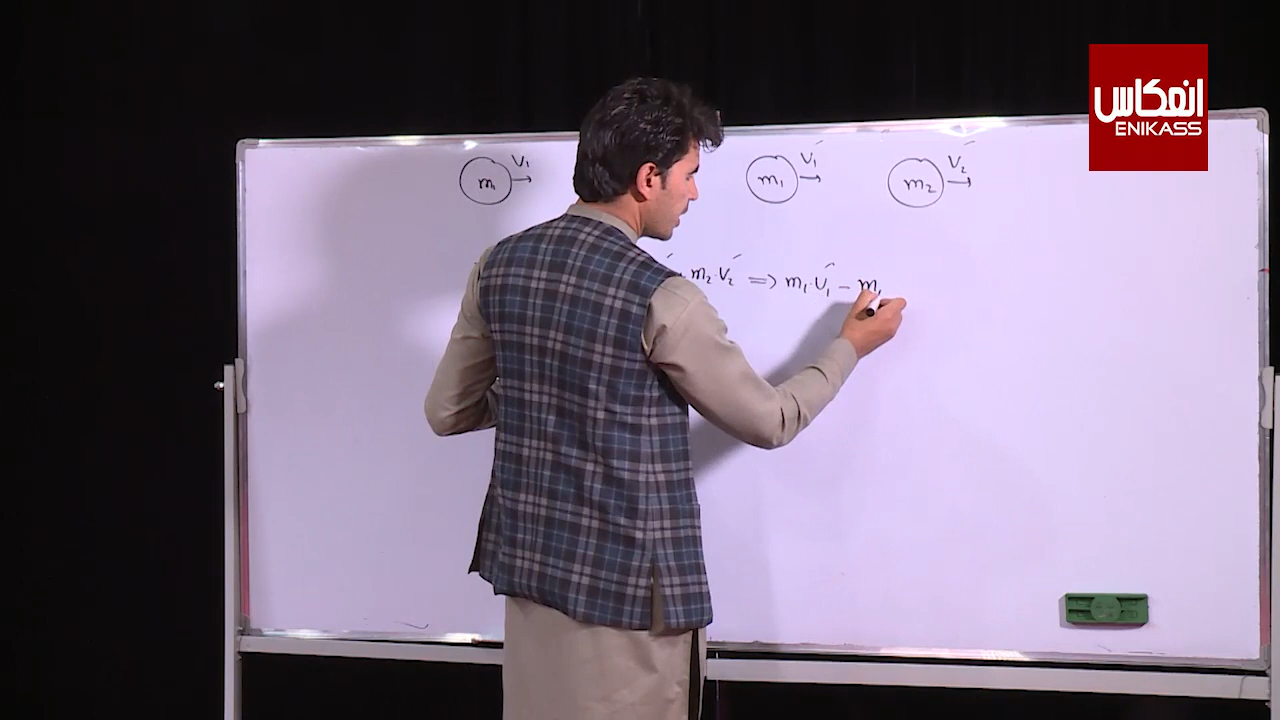 انعکاس
ENIKASS
m₁ V₁ → m₁ V₁′ → m₂ V₂′ →
m₂·V₂′ ⟹ m₁·V₁′ − m₁